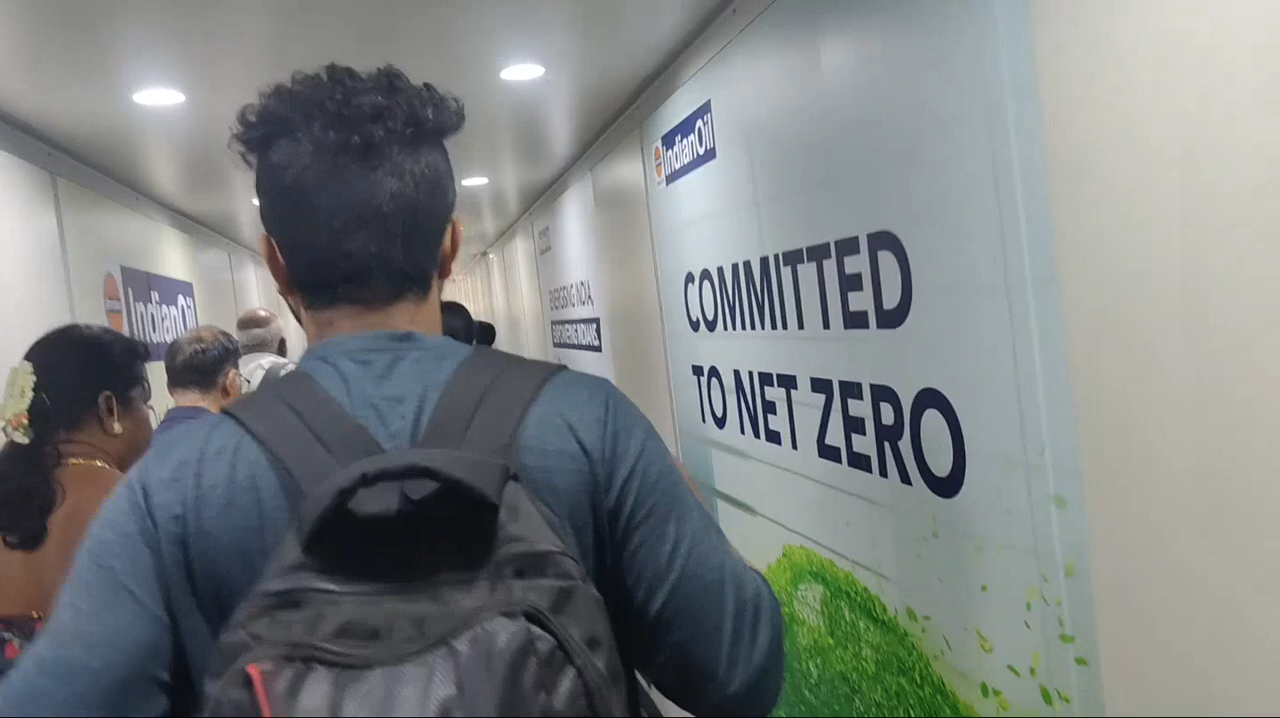 IndianOil
COMMITTED
TO NET ZERO
ENERGISING INDIA,
EMPOWERING INDIANS.
IndianOil